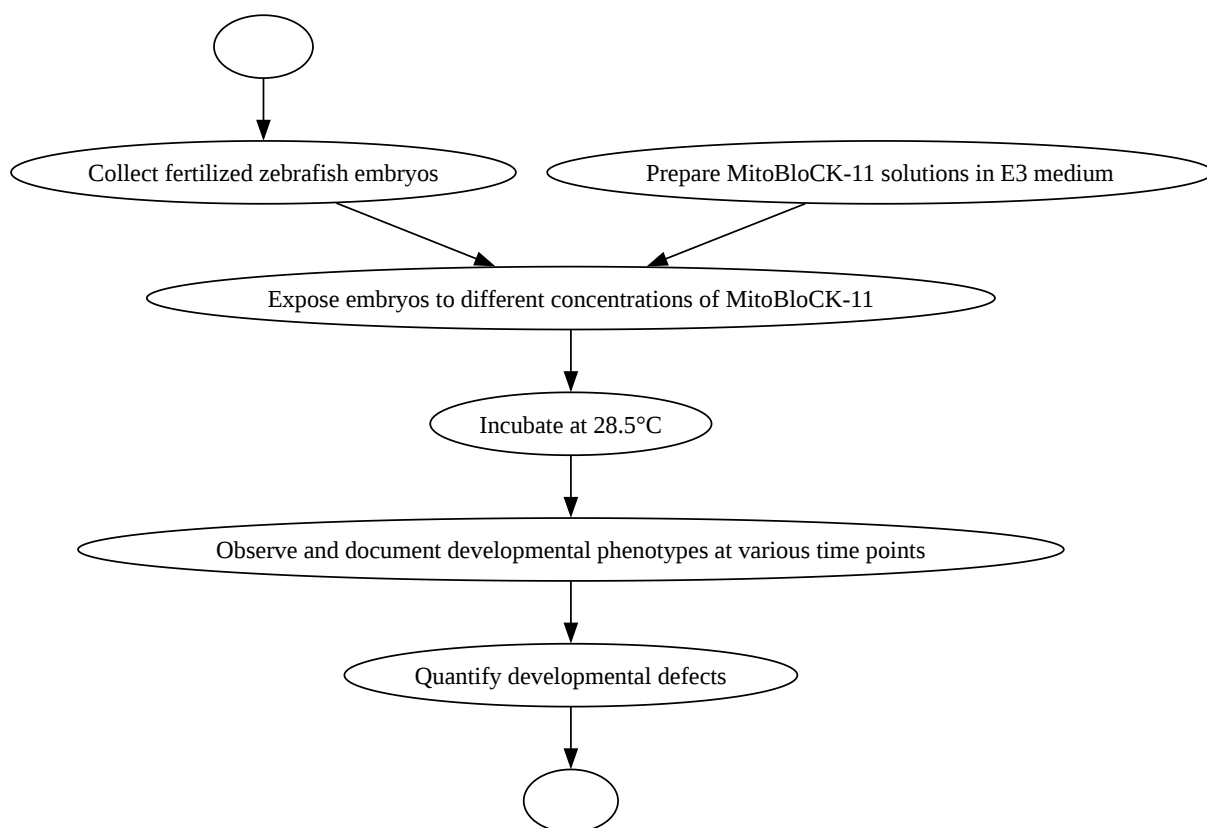 Collect fertilized zebrafish embryos
Prepare MitoBloCK-11 solutions in E3 medium
Expose embryos to different concentrations of MitoBloCK-11
Incubate at 28.5°C
Observe and document developmental phenotypes at various time points
Quantify developmental defects